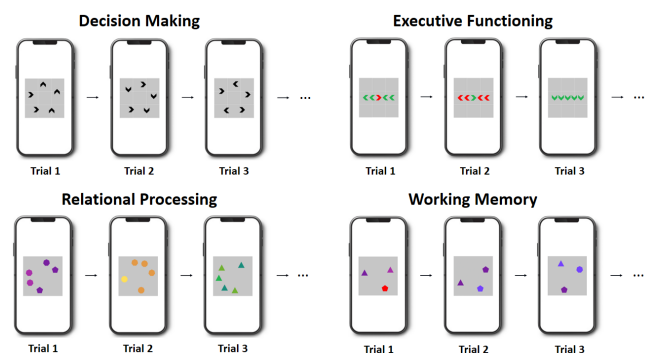 Decision Making
Executive Functioning
Trial 1
Trial 2
Trial 3
...
Trial 1
Trial 2
Trial 3
...
Relational Processing
Working Memory
Trial 1
Trial 2
Trial 3
...
Trial 1
Trial 2
Trial 3
...